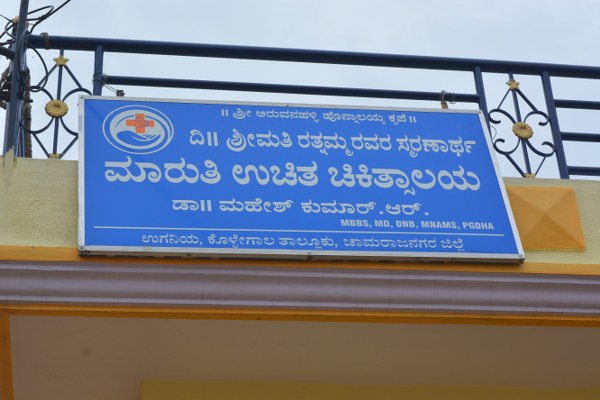 ॥ ಶ್ರೀ ಅರುವನಹಳ್ಳಿ ಹೊನ್ನಾಲಯ್ಯ ಕೃಪೆ ॥
ದಿ॥ ಶ್ರೀಮತಿ ರತ್ನಮ್ಮರವರ ಸ್ಮರಣಾರ್ಥ
ಮಾರುತಿ ಉಚಿತ ಚಿಕಿತ್ಸಾಲಯ
ಡಾ॥ ಮಹೇಶ್ ಕುಮಾರ್.ಆರ್.
MBBS, MD, DNB, MNAMS, PGDHA
ಉಗನಿಯ, ಕೊಳ್ಳೇಗಾಲ ತಾಲ್ಲೂಕು, ಚಾಮರಾಜನಗರ ಜಿಲ್ಲೆ